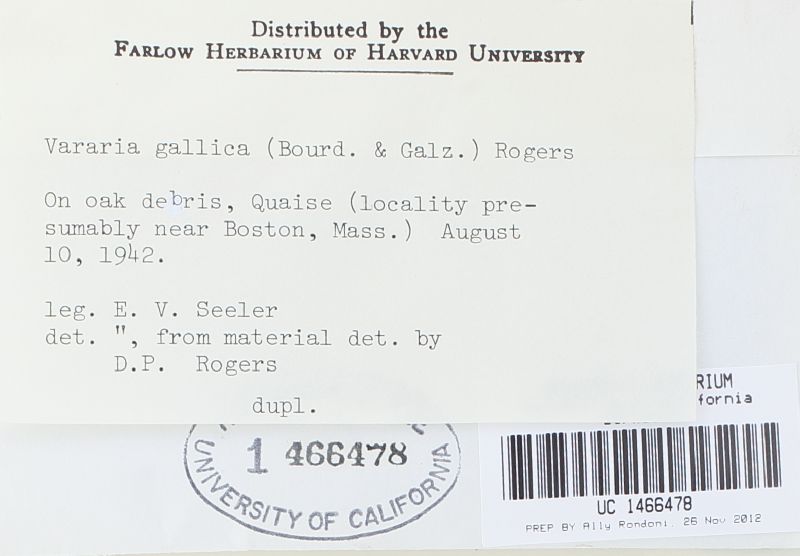 Distributed by the
FARLOW HERBARIUM OF HARVARD UNIVERSITY
Vararia gallica (Bourd. & Galz.) Rogers
On oak debris, Quaise (locality pre-
sumably near Boston, Mass.) August
10, 1942.
leg. E. V. Seeler
det. ", from material det. by
D.P. Rogers
dupl.
1 466478
UNIVERSITY OF CALIFORNIA
RIUM
fornia
UC 1466478
PREP BY Ally Rondoni. 26 Nov 2012